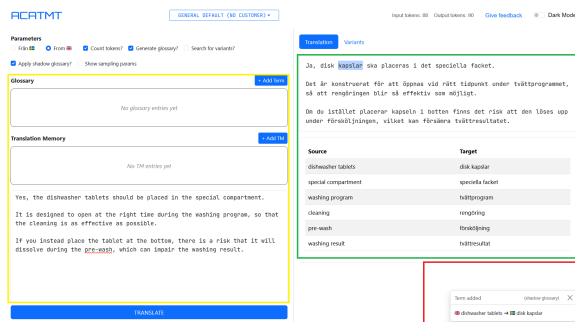 ACATMT
GENERAL DEFAULT (NO CUSTOMER)
Input tokens: 88 Output tokens: 90 Give feedback Dark Mode
Parameters
Från From Count tokens? Generate glossary? Search for variants?
Apply shadow glossary? Show sampling params
Glossary
+ Add Term
No glossary entries yet
Translation Memory
+ Add TM
No TM entries yet
Yes, the dishwasher tablets should be placed in the special compartment.
It is designed to open at the right time during the washing program, so that
the cleaning is as effective as possible.
If you instead place the tablet at the bottom, there is a risk that it will
dissolve during the pre-wash, which can impair the washing result.
TRANSLATE
Translation Variants
Ja, disk kapslar ska placeras i det speciella facket.
Det är konstruerat för att öppnas vid rätt tidpunkt under tvättprogrammet,
så att rengöringen blir så effektiv som möjligt.
Om du istället placerar kapseln i botten finns det risk att den löses upp
under försköljningen, vilket kan försämra tvättresultatet.
Source Target
dishwasher tablets disk kapslar
special compartment speciella facket
washing program tvättprogram
cleaning rengöring
pre-wash försköljning
washing result tvättresultat
Term added (shadow glossary)
dishwasher tablets → disk kapslar